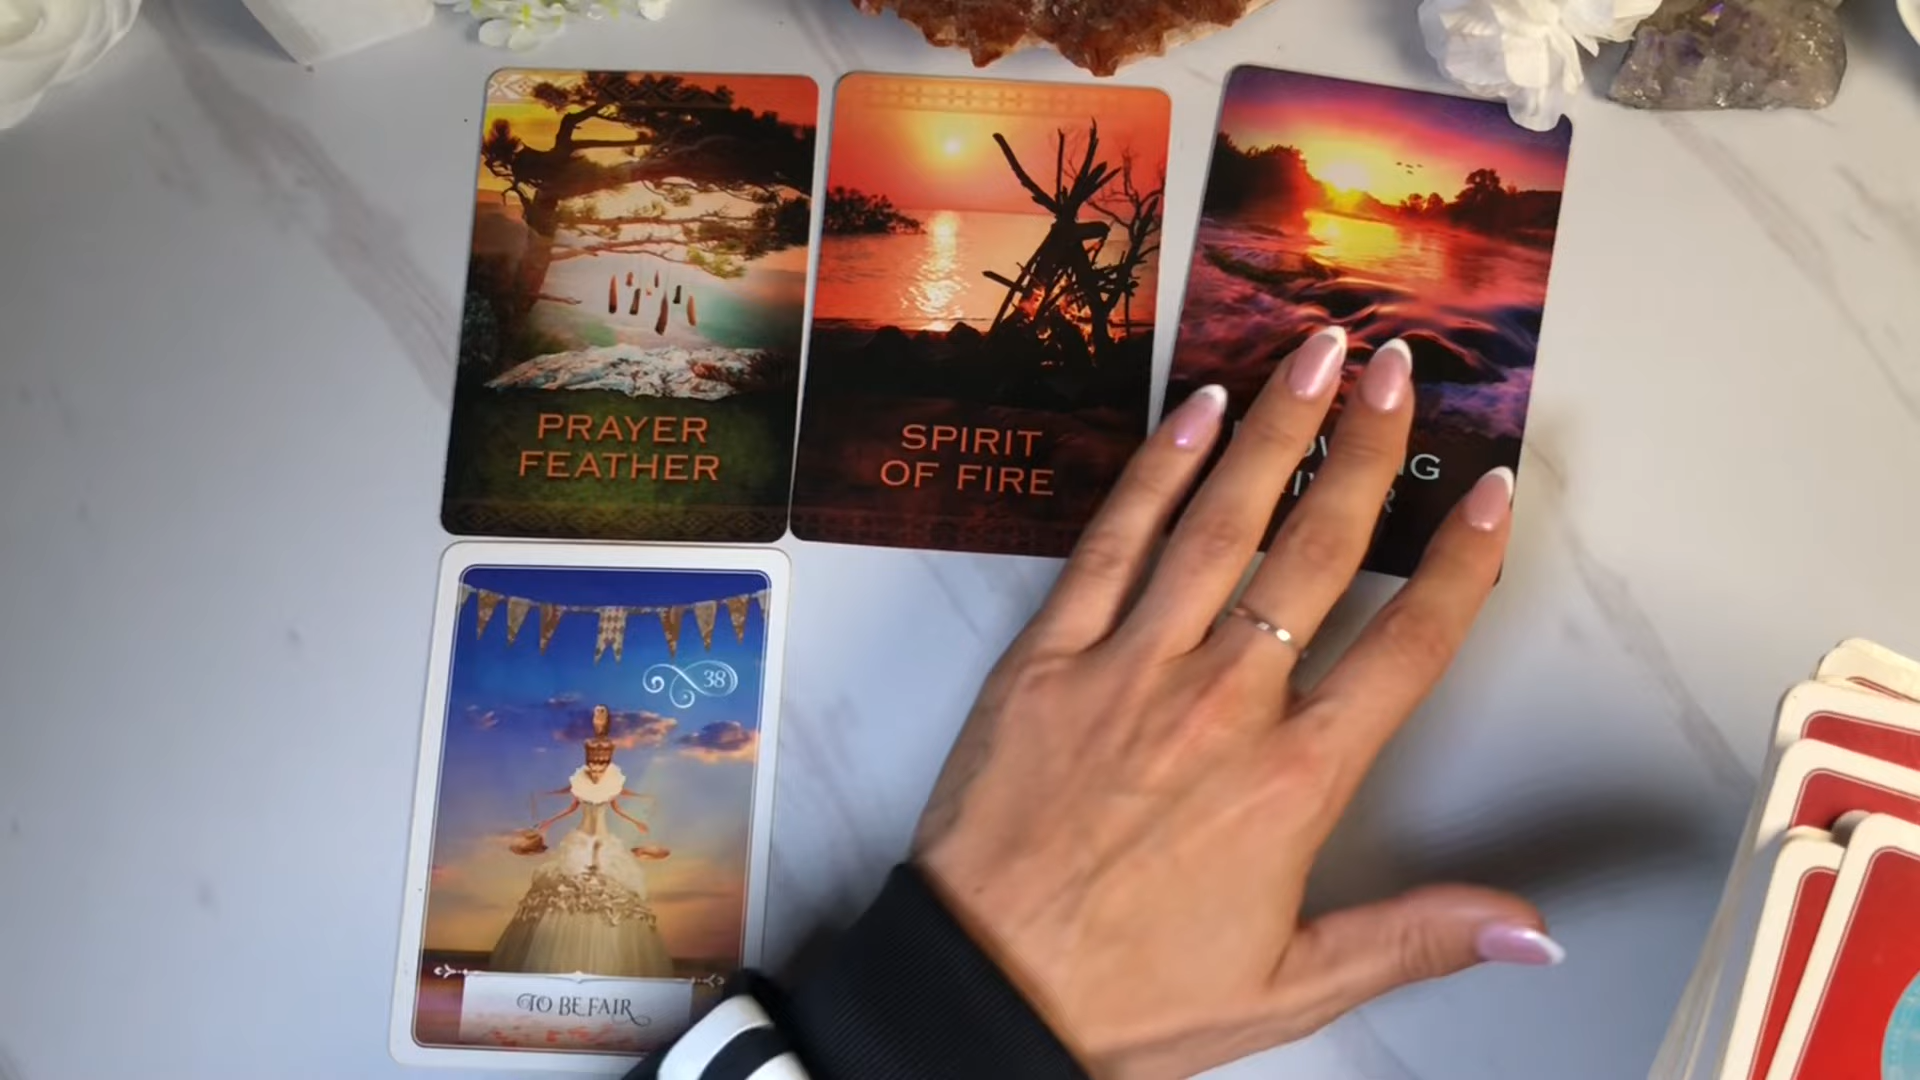 PRAYER
FEATHER
SPIRIT
OF FIRE
38
TO BE FAIR